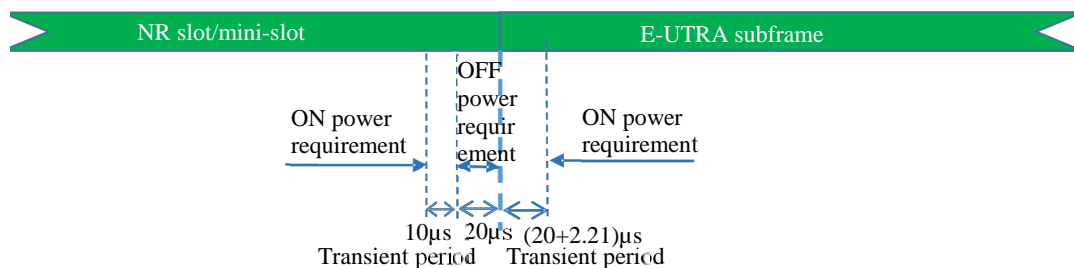 NR slot/mini-slot
E-UTRA subframe
OFF
power
requir
ement
ON power
requirement
ON power
requirement
10µs
20µs
(20+2.21)µs
Transient period
Transient period